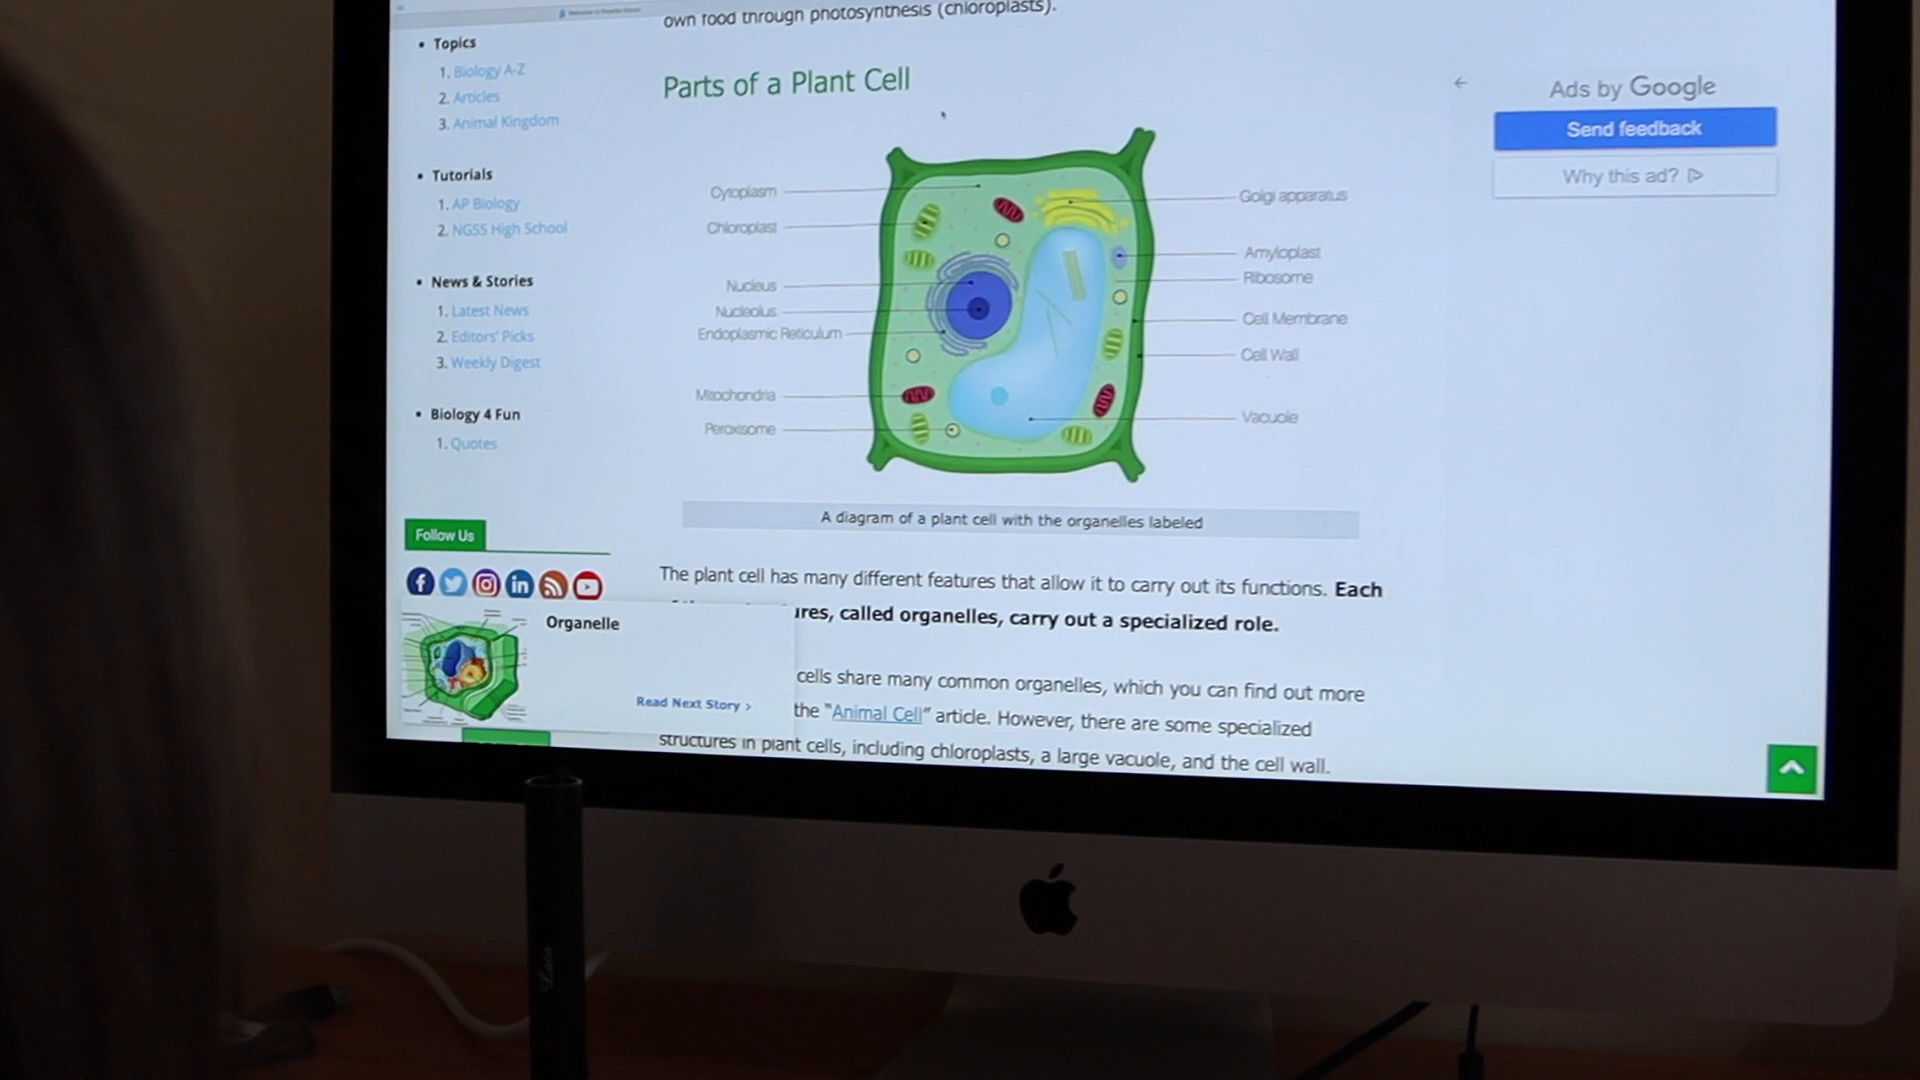 own food through photosynthesis (chloroplasts).
Topics
1. Biology A-Z
2. Articles
3. Animal Kingdom
Tutorials
1. AP Biology
2. NGSS High School
News & Stories
1. Latest News
2. Editors' Picks
3. Weekly Digest
Biology 4 Fun
1. Quotes
Follow Us
Organelle
Read Next Story >
Parts of a Plant Cell
Cytoplasm
Chloroplast
Nucleus
Nucleolus
Endoplasmic Reticulum
Mitochondria
Peroxisome
Golgi apparatus
Amyloplast
Ribosome
Cell Membrane
Cell Wall
Vacuole
A diagram of a plant cell with the organelles labeled
The plant cell has many different features that allow it to carry out its functions. Each
ures, called organelles, carry out a specialized role.
cells share many common organelles, which you can find out more
the "Animal Cell" article. However, there are some specialized
structures in plant cells, including chloroplasts, a large vacuole, and the cell wall.
Ads by Google
Send feedback
Why this ad?